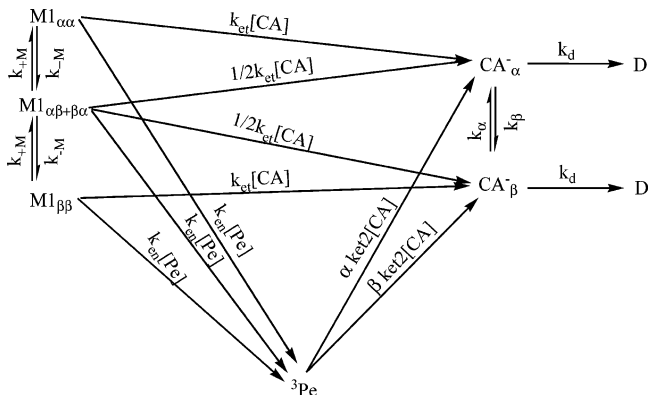 M1αα
k+M
k-M
M1αβ+βα
k+M
k-M
M1ββ
ket[CA]
1/2ket[CA]
1/2ket[CA]
ket[CA]
ken[Pe]
ken[Pe]
ken[Pe]
α ket2[CA]
β ket2[CA]
³Pe
CA-α
kd
D
kα
kβ
CA-β
kd
D